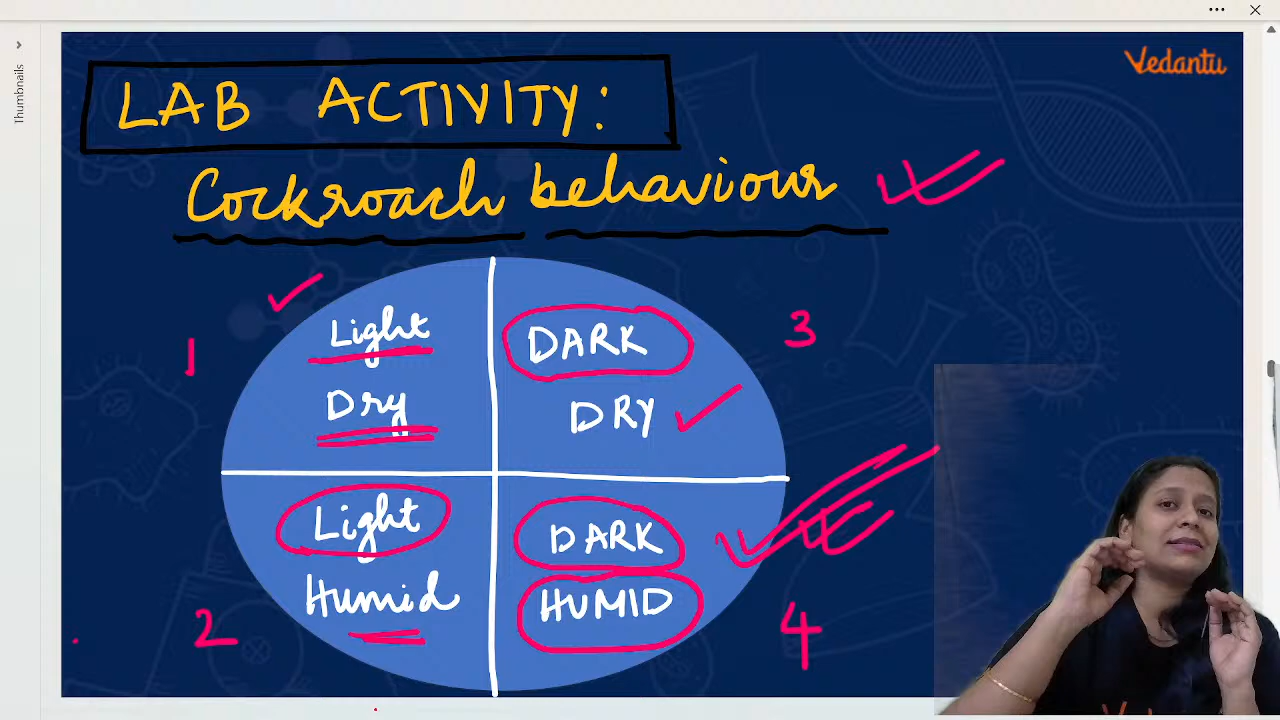 Thumbnails
Vedantu
LAB ACTIVITY:
Cockroach behaviour
1
Light
Dry
DARK
DRY
3
2
Light
Humid
DARK
HUMID
4